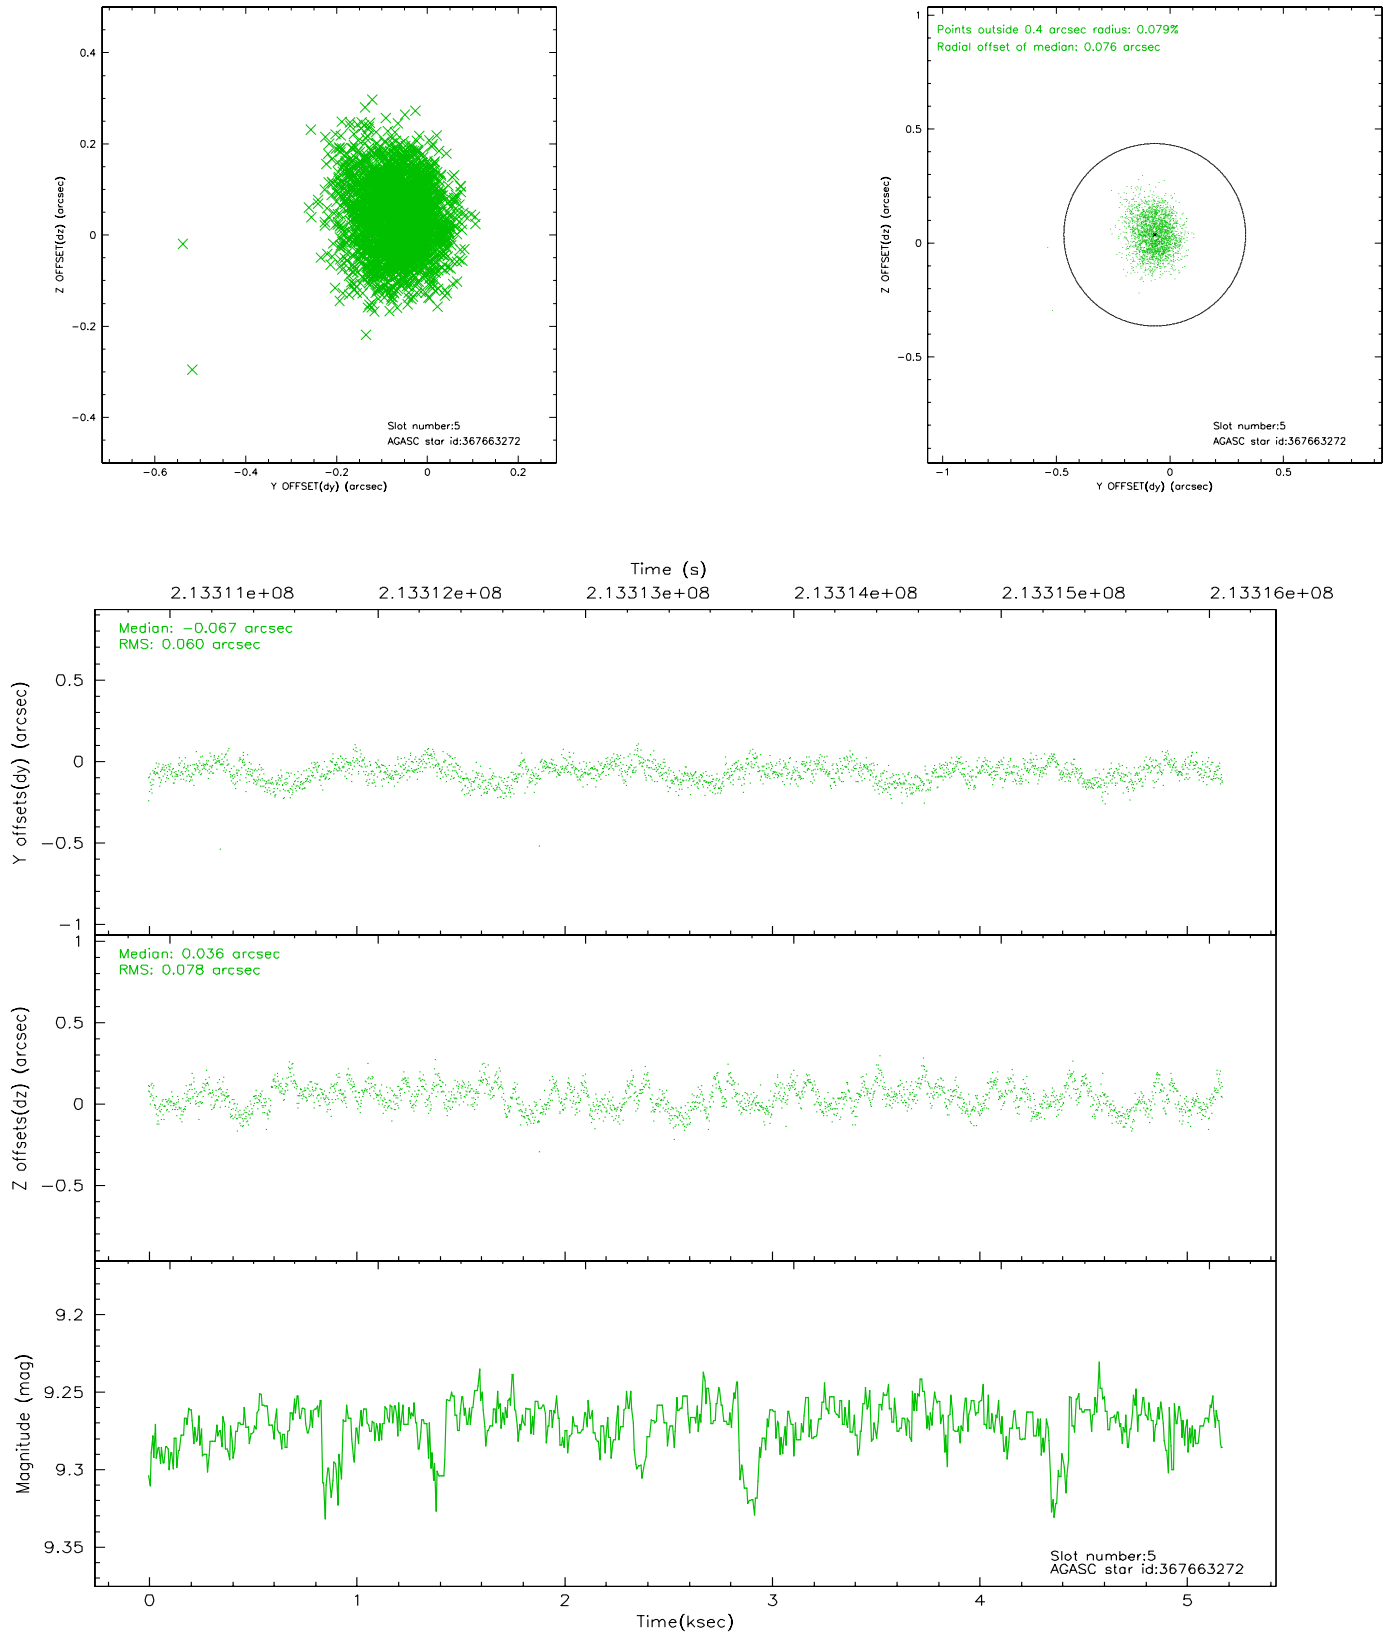 0.4
0.2
0
−0.2
−0.4
Z OFFSET(dz) (arcsec)
Slot number:5
AGASC star id:367663272
−0.6
−0.4
−0.2
0
0.2
Y OFFSET(dy) (arcsec)
1
0.5
0
−0.5
Z OFFSET(dz) (arcsec)
Points outside 0.4 arcsec radius: 0.079%
Radial offset of median: 0.076 arcsec
Slot number:5
AGASC star id:367663272
−1
−0.5
0
0.5
Y OFFSET(dy) (arcsec)
Time (s)
2.13311e+08
2.13312e+08
2.13313e+08
2.13314e+08
2.13315e+08
2.13316e+08
Median: −0.067 arcsec
RMS: 0.060 arcsec
0.5
0
−0.5
−1
Y offsets(dy) (arcsec)
Median: 0.036 arcsec
RMS: 0.078 arcsec
1
0.5
0
−0.5
Z offsets(dz) (arcsec)
9.2
9.25
9.3
9.35
Magnitude (mag)
Slot number:5
AGASC star id:367663272
0
1
2
3
4
5
Time(ksec)